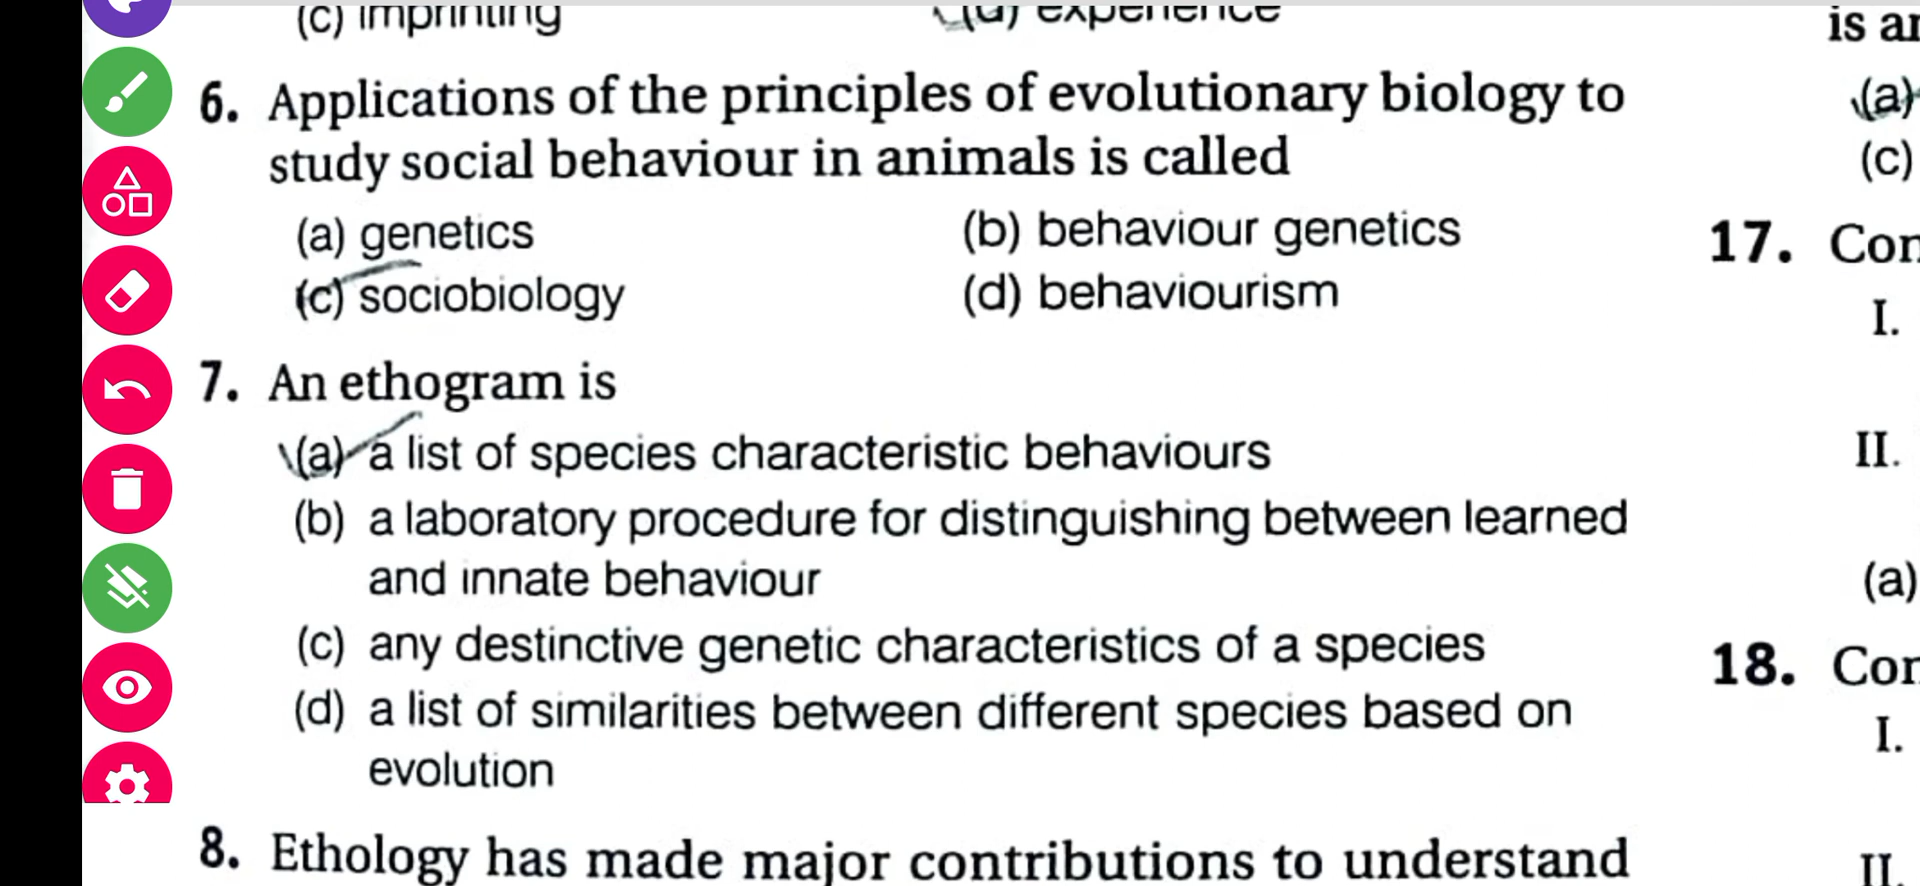 (c) imprinting
(d) experience
6. Applications of the principles of evolutionary biology to
study social behaviour in animals is called
(a) genetics
(b) behaviour genetics
(c) sociobiology
(d) behaviourism
7. An ethogram is
(a) a list of species characteristic behaviours
(b) a laboratory procedure for distinguishing between learned
and innate behaviour
(c) any destinctive genetic characteristics of a species
(d) a list of similarities between different species based on
evolution
8. Ethology has made major contributions to understand
is
(a)
(c)
17.
I.
II.
(a)
18.
I.
II.